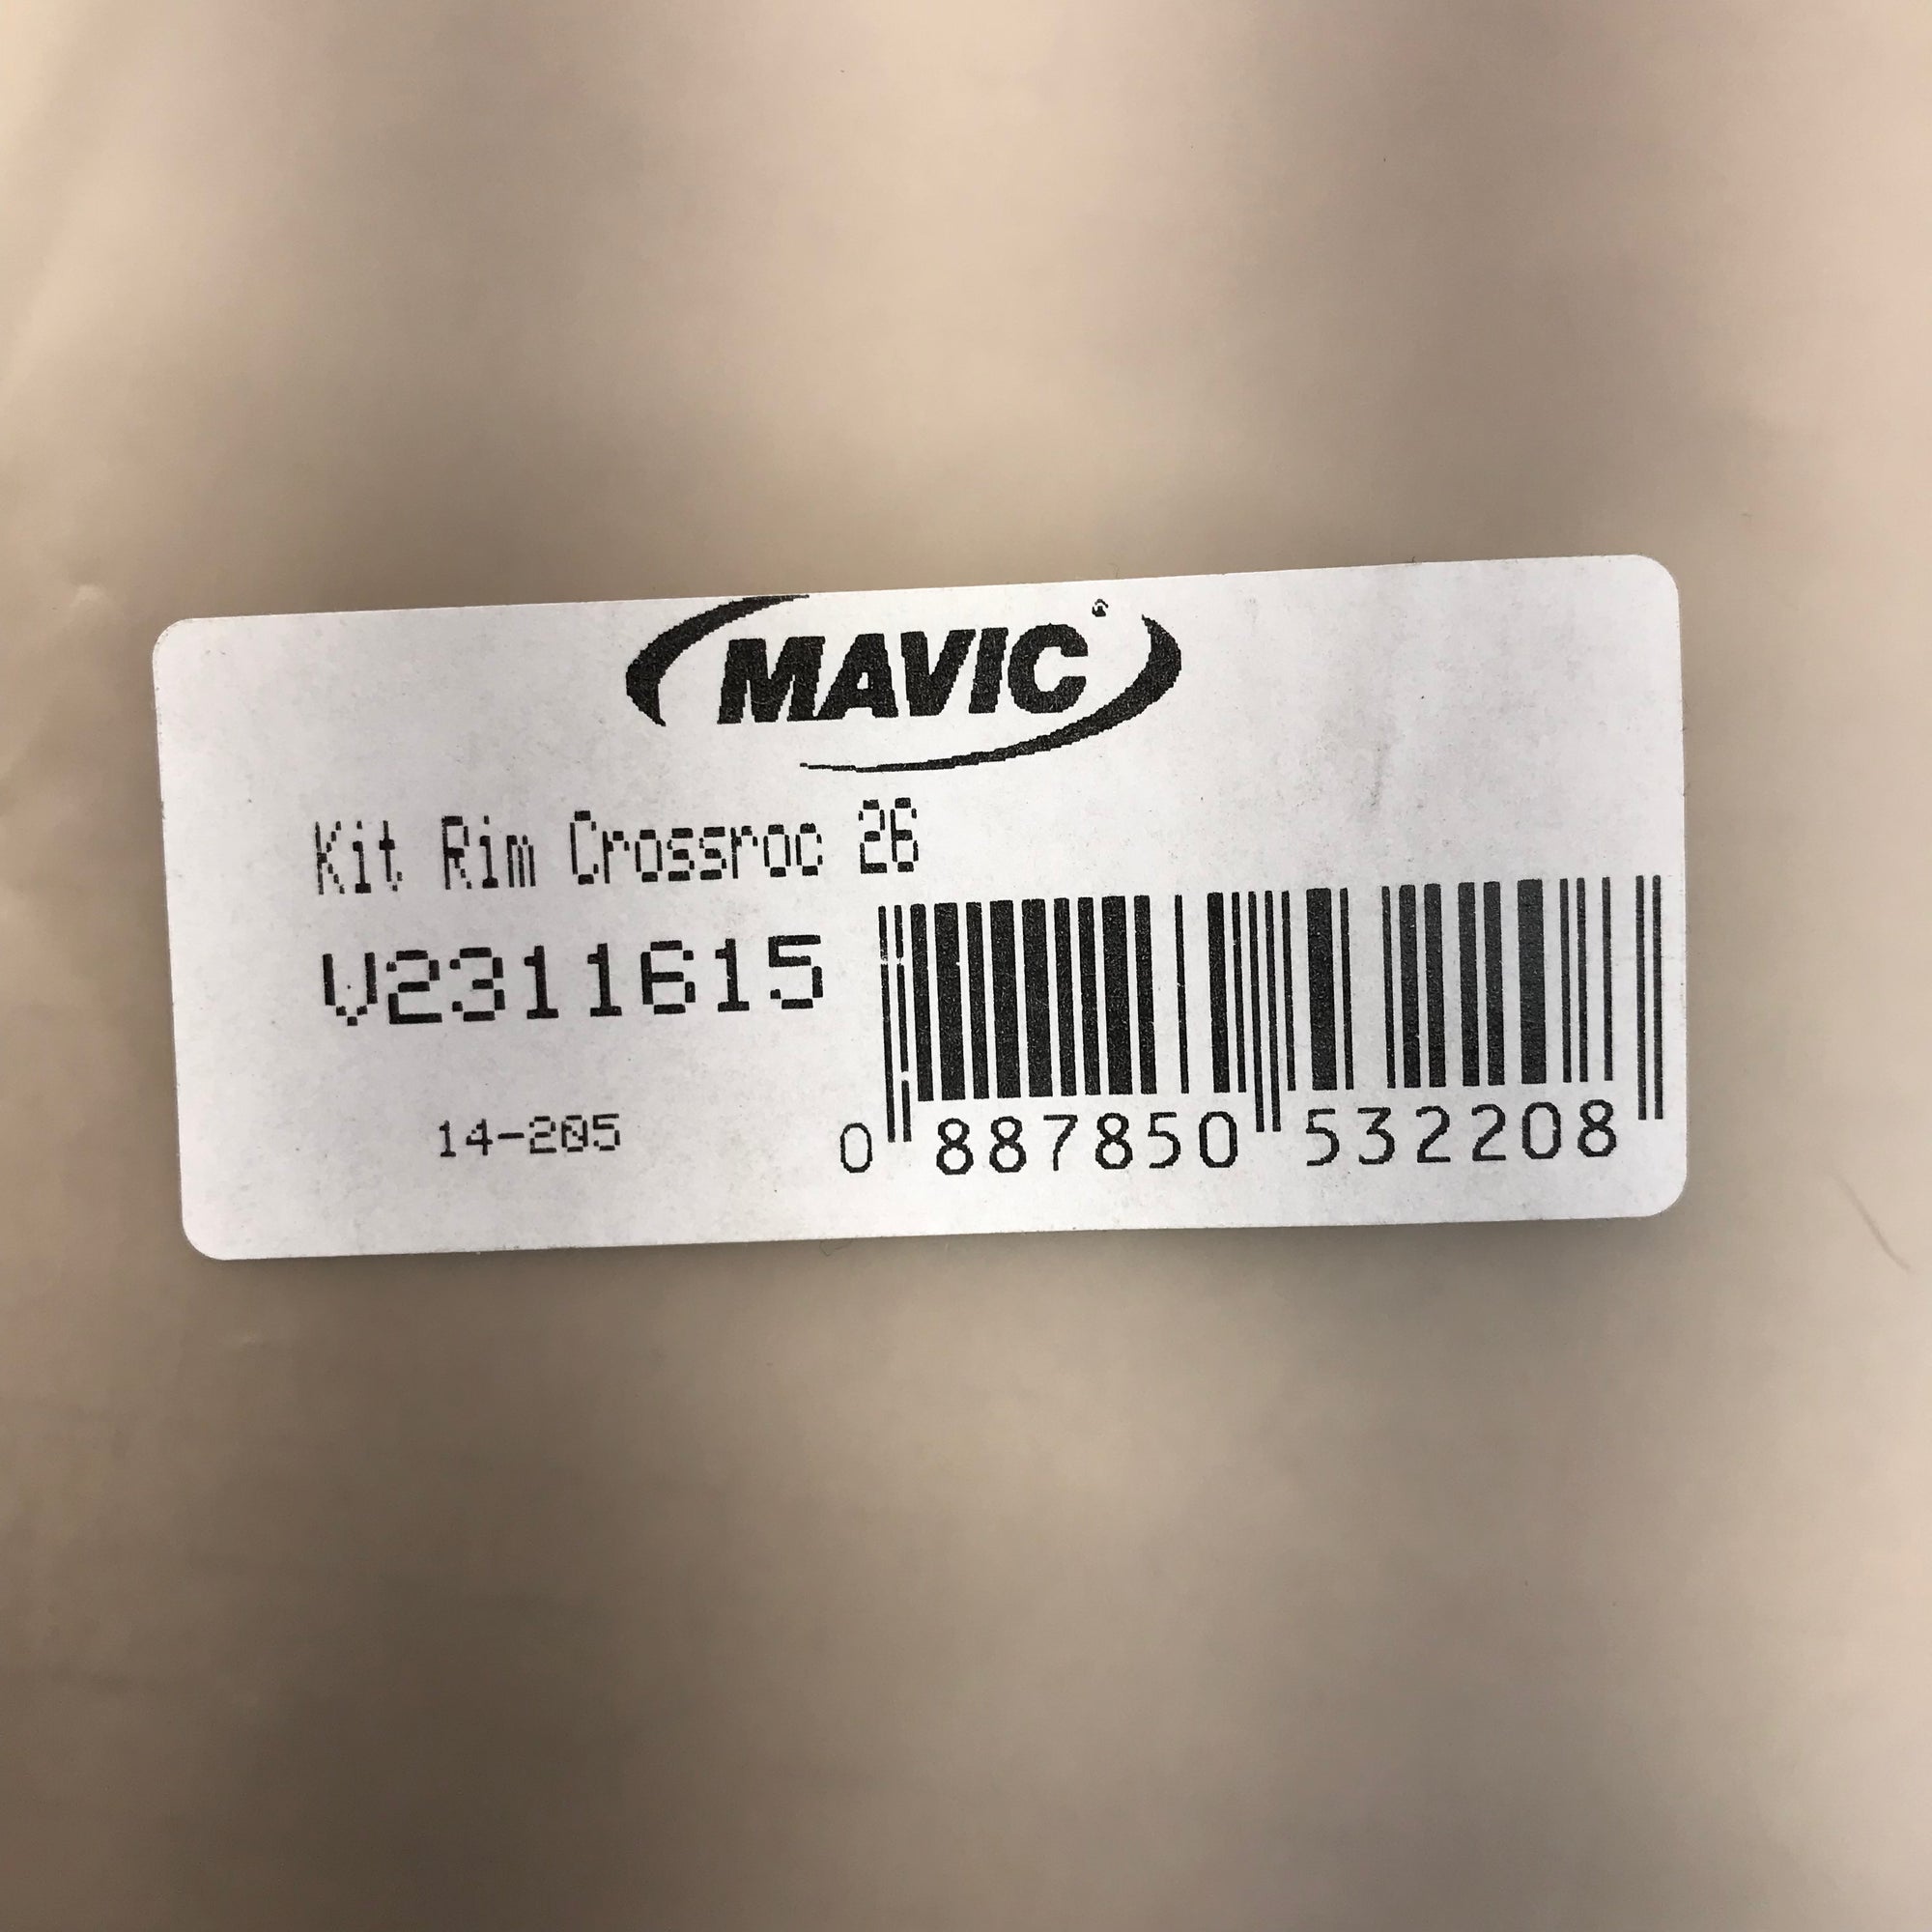 MAVIC®
Kit Rim Crossroc 26
V2311615
14-205
0 887850 532208